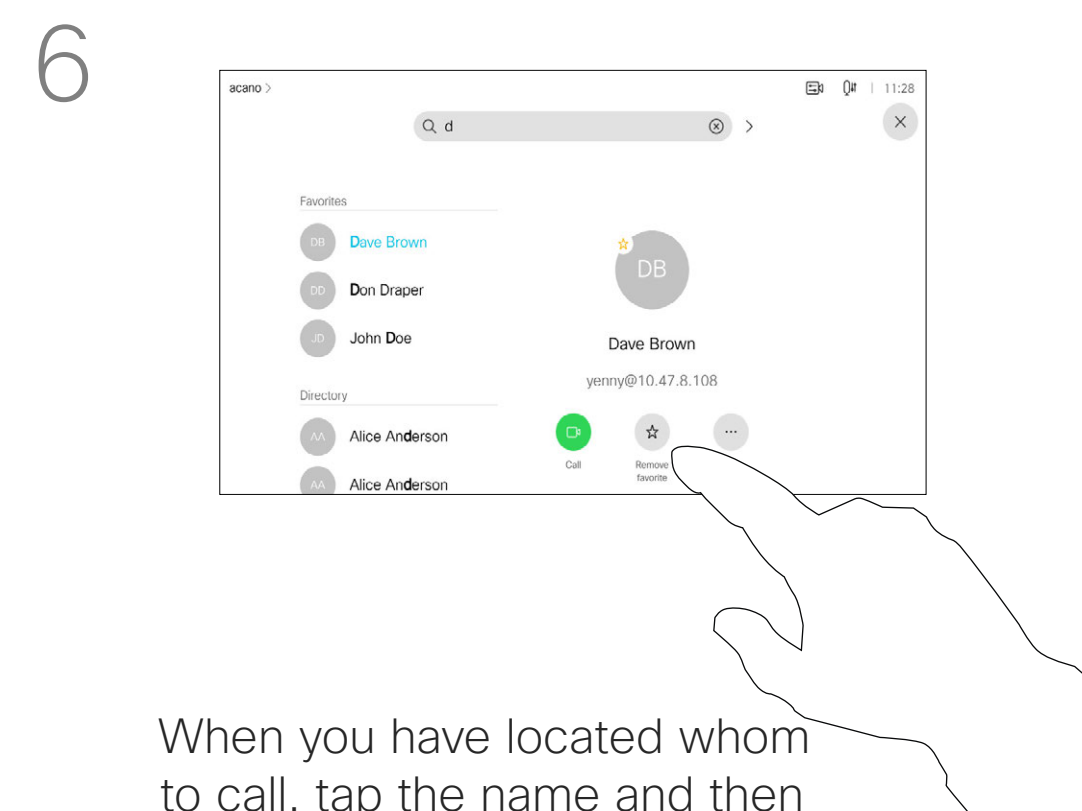 6
acano >
11:28
d
Favorites
DB Dave Brown
DD Don Draper
JD John Doe
Directory
AA Alice Anderson
AA Alice Anderson
DB
Dave Brown
yenny@10.47.8.108
Call
Remove
favorite
...
When you have located whom
to call, tap the name and then